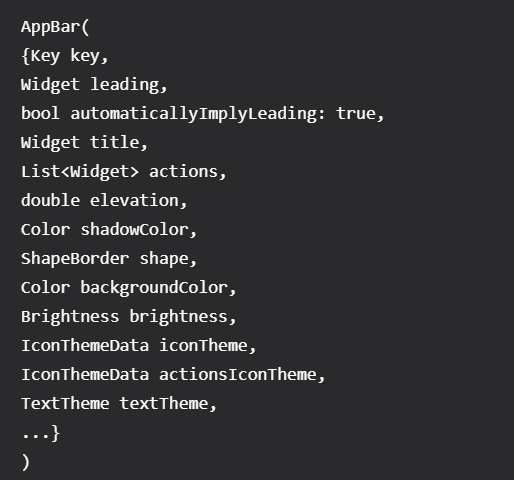 AppBar(
{Key key,
Widget leading,
bool automaticallyImplyLeading: true,
Widget title,
List<Widget> actions,
double elevation,
Color shadowColor,
ShapeBorder shape,
Color backgroundColor,
Brightness brightness,
IconThemeData iconTheme,
IconThemeData actionsIconTheme,
TextTheme textTheme,
...}
)